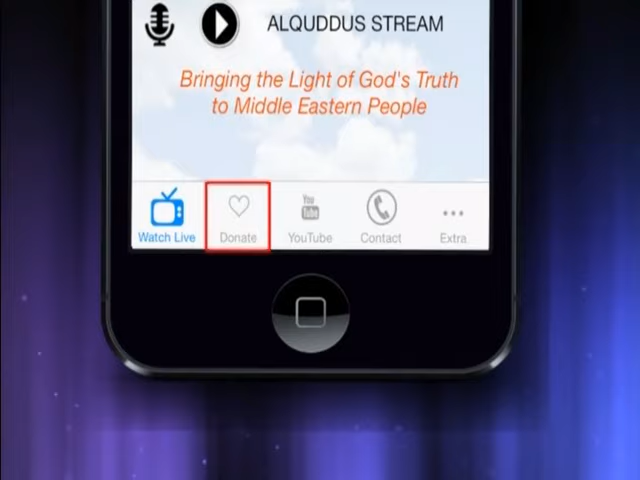 ALQUDDUS STREAM
Bringing the Light of God's Truth
to Middle Eastern People
You
Tube
Watch Live
Donate
YouTube
Contact
Extra